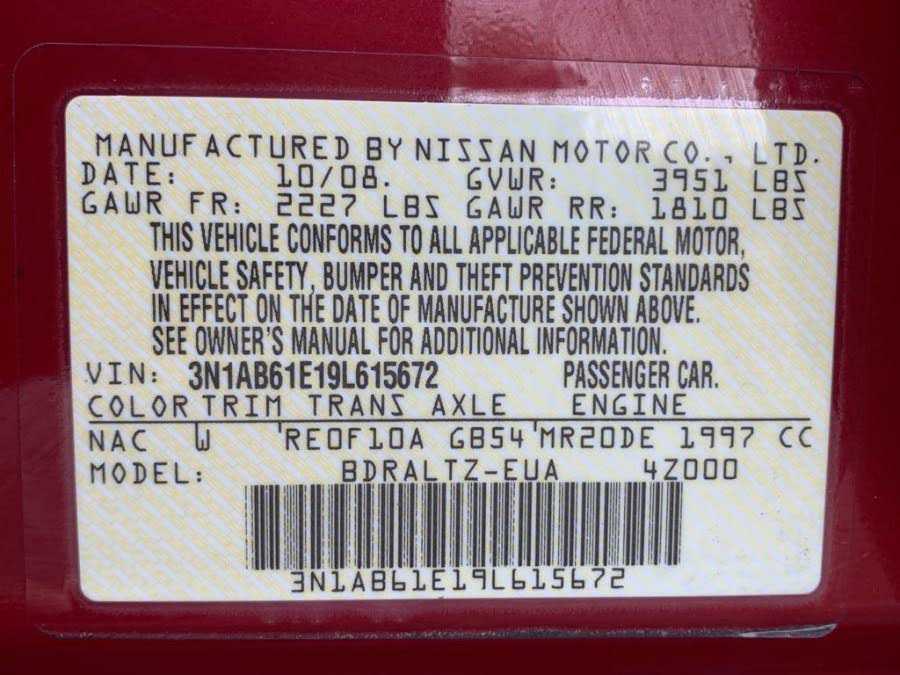 MANUFACTURED BY NISSAN MOTOR CO., LTD.
DATE: 10/08. GVWR: 3951 LBS
GAWR FR: 2227 LBS GAWR RR: 1810 LBS
THIS VEHICLE CONFORMS TO ALL APPLICABLE FEDERAL MOTOR,
VEHICLE SAFETY, BUMPER AND THEFT PREVENTION STANDARDS
IN EFFECT ON THE DATE OF MANUFACTURE SHOWN ABOVE.
SEE OWNER'S MANUAL FOR ADDITIONAL INFORMATION.
VIN: 3N1AB61E19L615672 PASSENGER CAR.
COLOR TRIM TRANS AXLE ENGINE
NAC W 'RE0F10A GB54'MR20DE 1997 CC
MODEL: BDRALTZ-EUA 4Z000
3N1AB61E19L615672